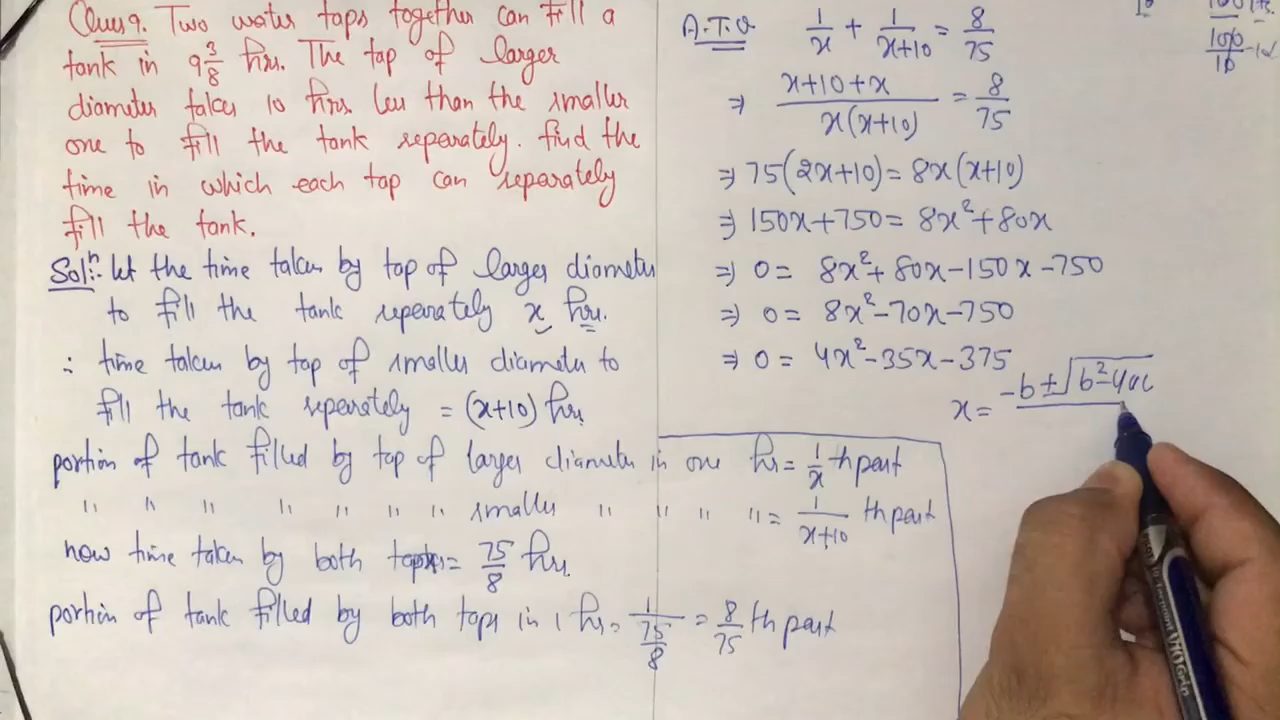 Ques 9. Two water taps together can fill a
tank in 9 3/8 hrs. The tap of larger
diameter takes 10 hrs less than the smaller
one to fill the tank separately. find the
time in which each tap can separately
fill the tank.
Solⁿ:- let the time taken by tap of larger diameter
to fill the tank seperately x hrs.
∴ time taken by tap of smaller diameter to
fill the tank seperately = (x+10) hrs
portion of tank filled by tap of larger diameter in one hr = 1/x th part
" " " " " " " smaller " " " " = 1/(x+10) th part
now time taken by both taps = 75/8 hrs.
portion of tank filled by both taps in 1 hr = 1/(75/8) = 8/75 th part
A.T.Q. 1/x + 1/(x+10) = 8/75
⇒ (x+10+x)/(x(x+10)) = 8/75
⇒ 75(2x+10) = 8x(x+10)
⇒ 150x+750 = 8x²+80x
⇒ 0 = 8x²+80x-150x-750
⇒ 0 = 8x²-70x-750
⇒ 0 = 4x²-35x-375
x = -b ± √b²-4ac
10